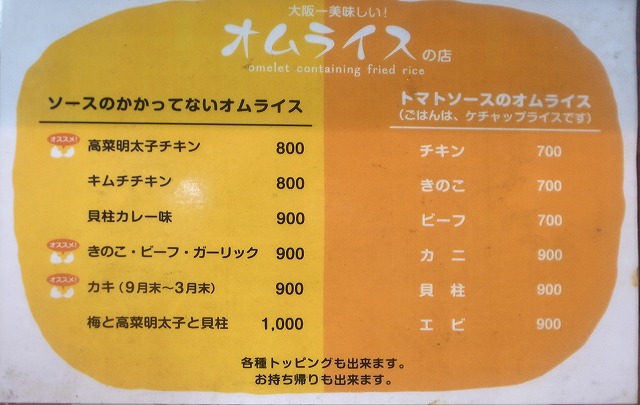 大阪一美味しい!
オムライスの店
omelet containing fried rice
ソースのかかってないオムライス
オススメ! 高菜明太子チキン 800
キムチチキン 800
貝柱カレー味 900
オススメ! きのこ・ビーフ・ガーリック 900
オススメ! カキ(9月末〜3月末) 900
梅と高菜明太子と貝柱 1,000
トマトソースのオムライス
(ごはんは、ケチャップライスです)
チキン 700
きのこ 700
ビーフ 700
カニ 900
貝柱 900
エビ 900
各種トッピングも出来ます。
お持ち帰りも出来ます。